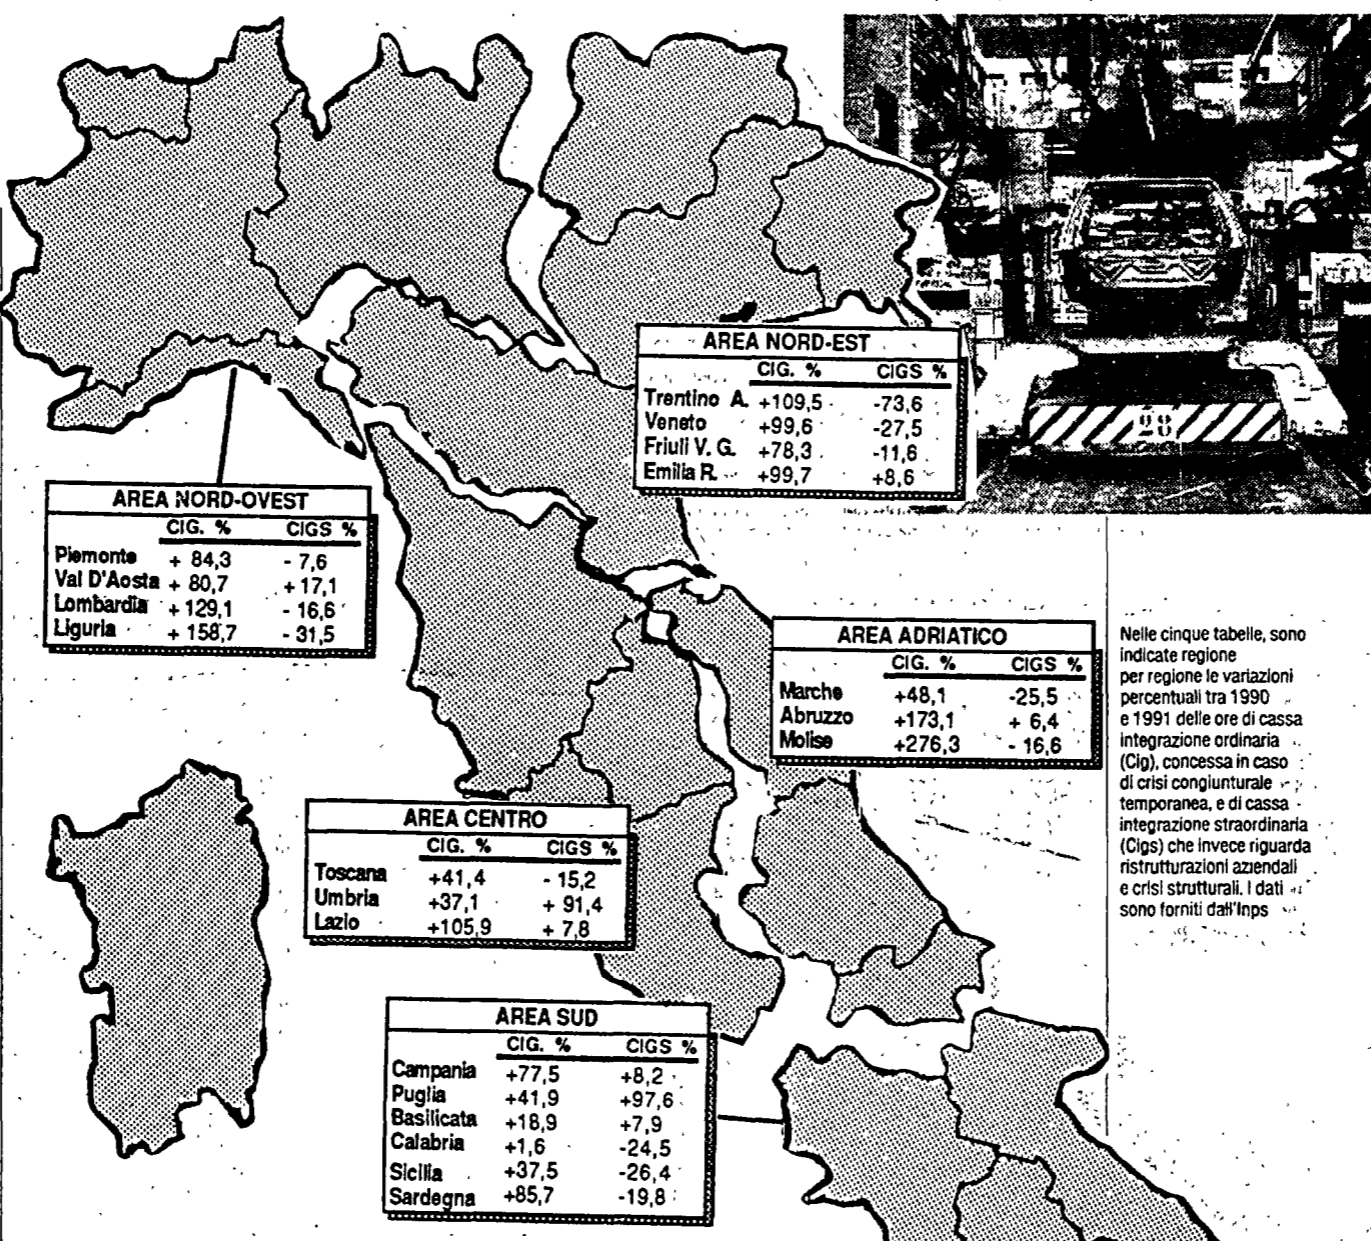 AREA NORD-EST
CIG. % CIGS %
Trentino A. +109,5 -73,6
Veneto +99,6 -27,5
Friuli V. G. +78,3 -11,6
Emilia R. +99,7 +8,6
AREA NORD-OVEST
CIG. % CIGS %
Piemonte + 84,3 - 7,6
Val D'Aosta + 80,7 + 17,1
Lombardia + 129,1 - 16,6
Liguria + 158,7 - 31,5
AREA ADRIATICO
CIG. % CIGS %
Marche +48,1 -25,5
Abruzzo +173,1 + 6,4
Molise +276,3 - 16,6
Nelle cinque tabelle, sono
indicate regione
per regione le variazioni
percentuali tra 1990
e 1991 delle ore di cassa
integrazione ordinaria
(Cig), concessa in caso
di crisi congiunturale
temporanea, e di cassa
integrazione straordinaria
(Cigs) che invece riguarda
ristrutturazioni aziendali
e crisi strutturali. I dati
sono forniti dall'Inps
AREA CENTRO
CIG. % CIGS %
Toscana +41,4 - 15,2
Umbria +37,1 + 91,4
Lazio +105,9 + 7,8
AREA SUD
CIG. % CIGS %
Campania +77,5 +8,2
Puglia +41,9 +97,6
Basilicata +18,9 +7,9
Calabria +1,6 -24,5
Sicilia +37,5 -26,4
Sardegna +85,7 -19,8